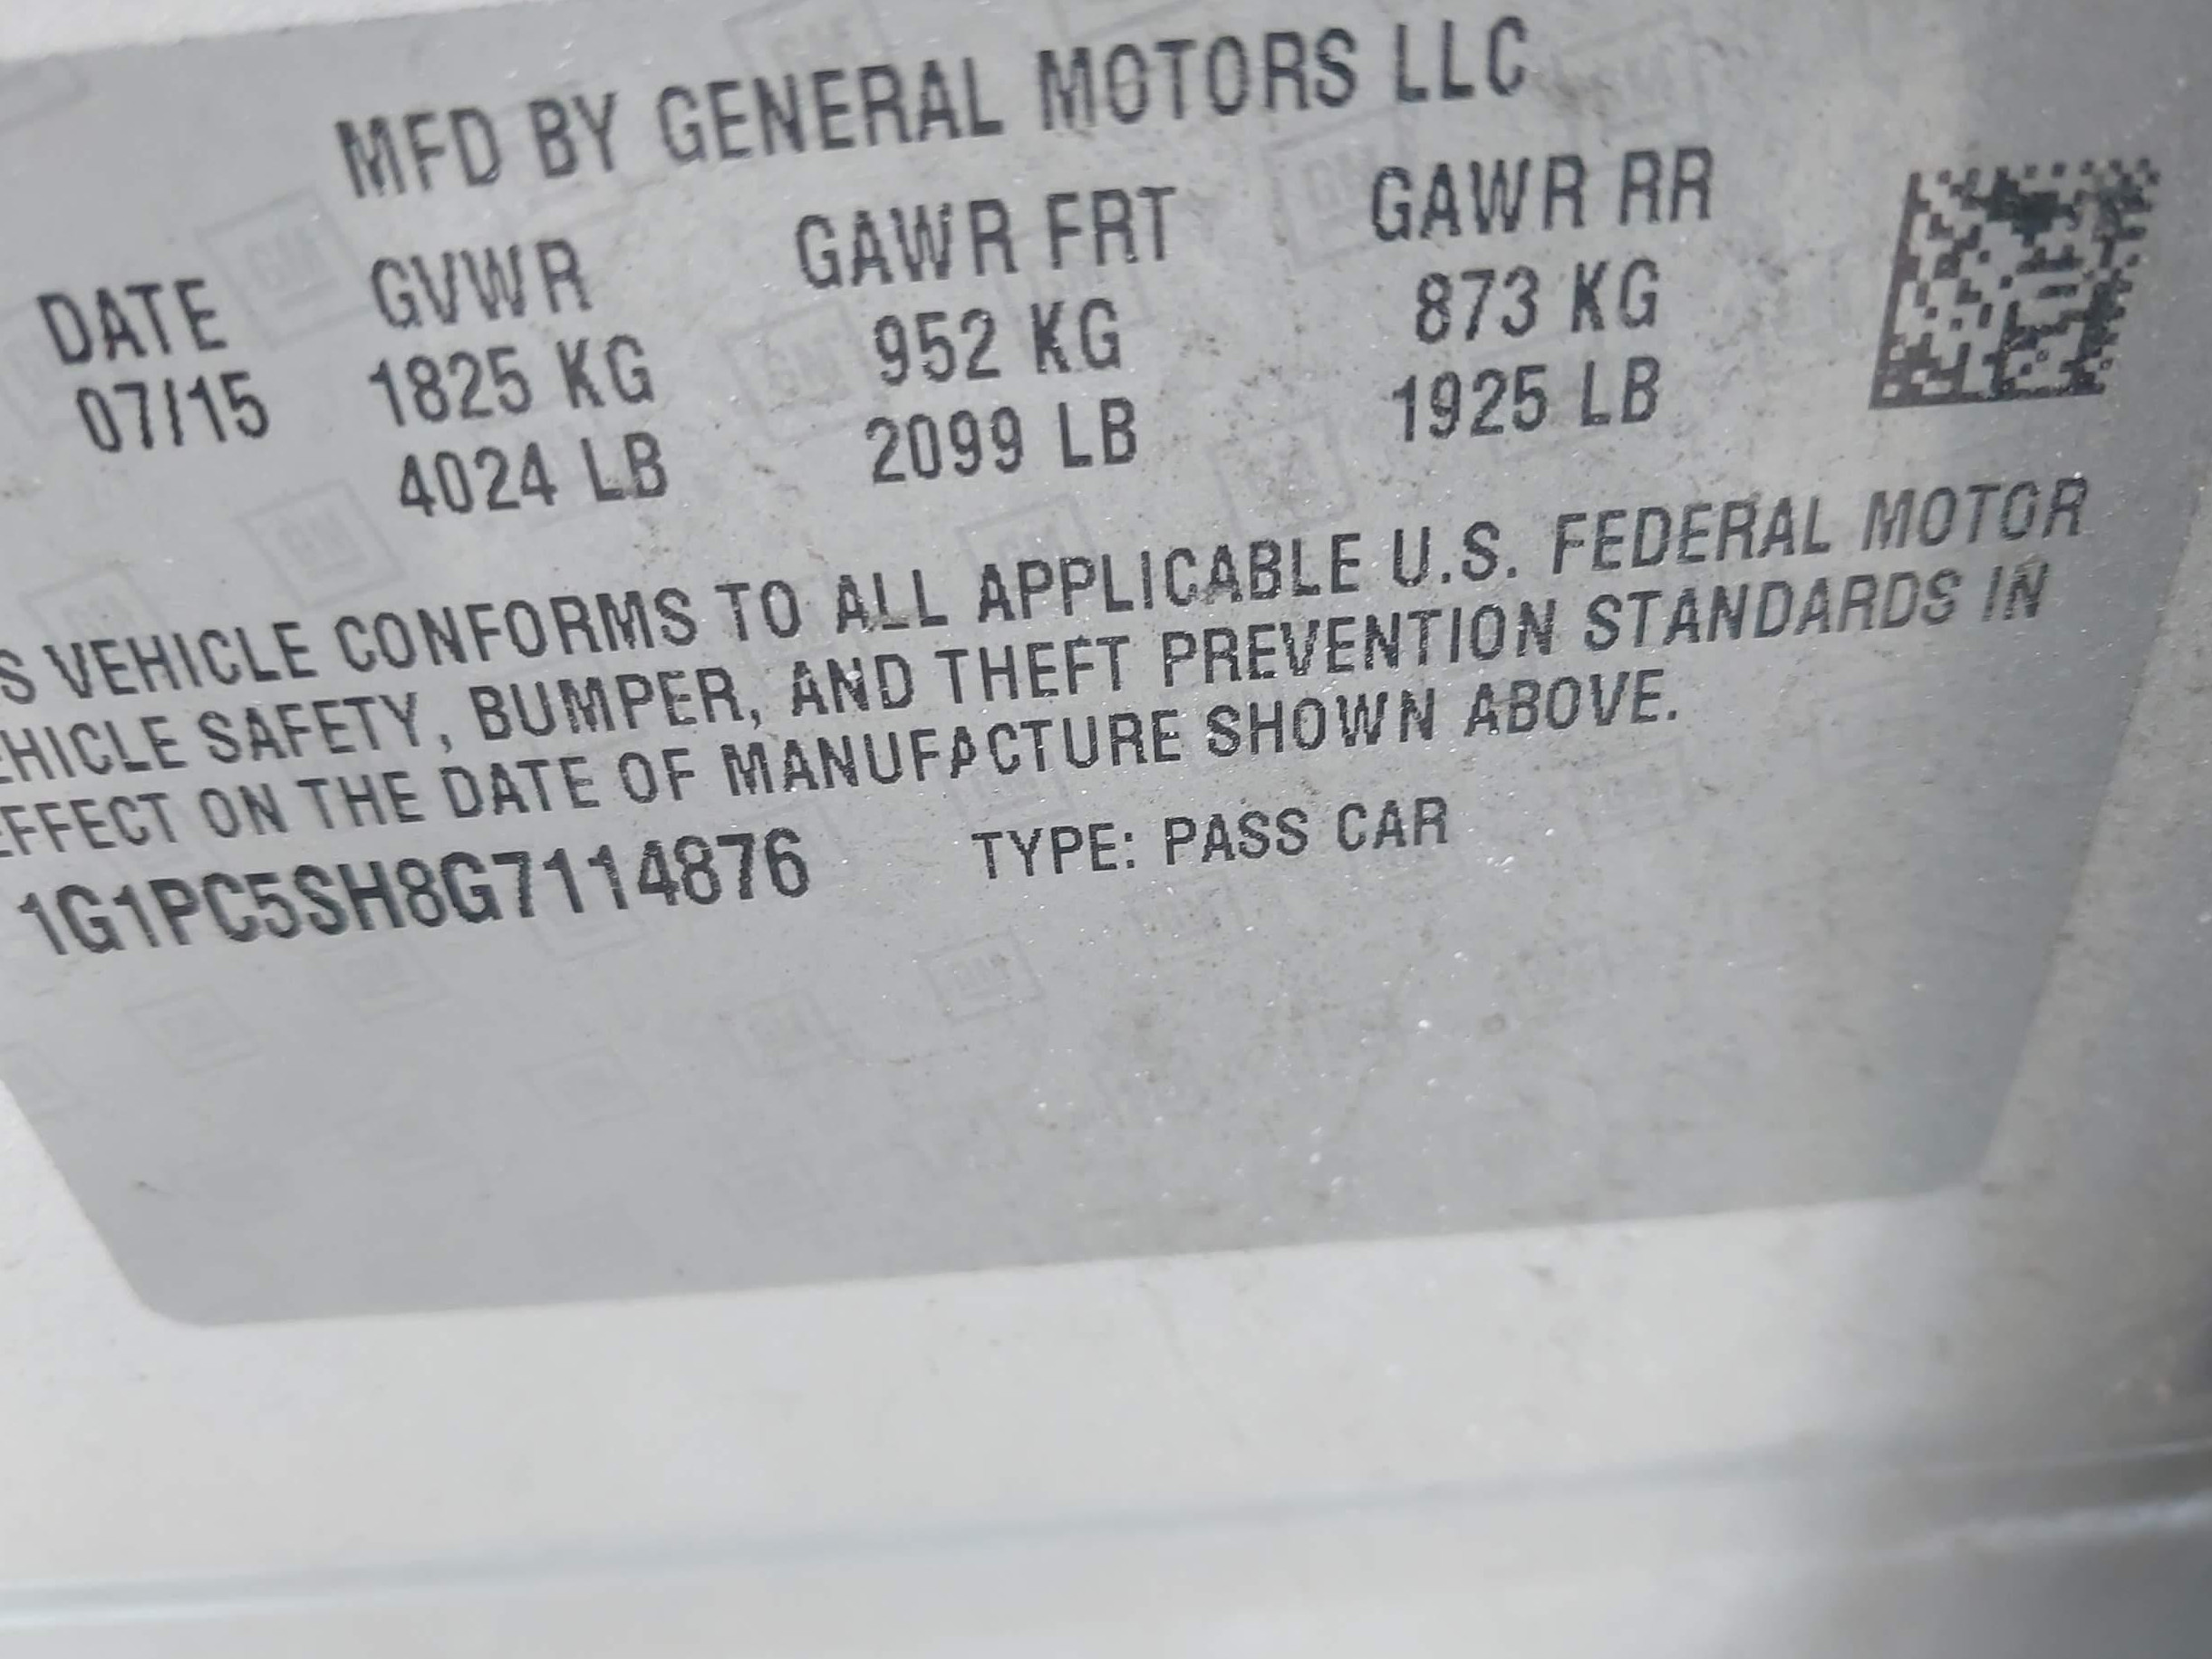 MFD BY GENERAL MOTORS LLC
DATE GVWR GAWR FRT GAWR RR
07/15 1825 KG 952 KG 873 KG
4024 LB 2099 LB 1925 LB
S VEHICLE CONFORMS TO ALL APPLICABLE U.S. FEDERAL MOTOR
EHICLE SAFETY, BUMPER, AND THEFT PREVENTION STANDARDS IN
EFFECT ON THE DATE OF MANUFACTURE SHOWN ABOVE.
1G1PC5SH8G7114876 TYPE: PASS CAR